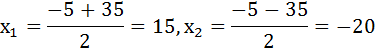 x₁ = (−5 + 35)/2 = 15, x₂ = (−5 − 35)/2 = −20